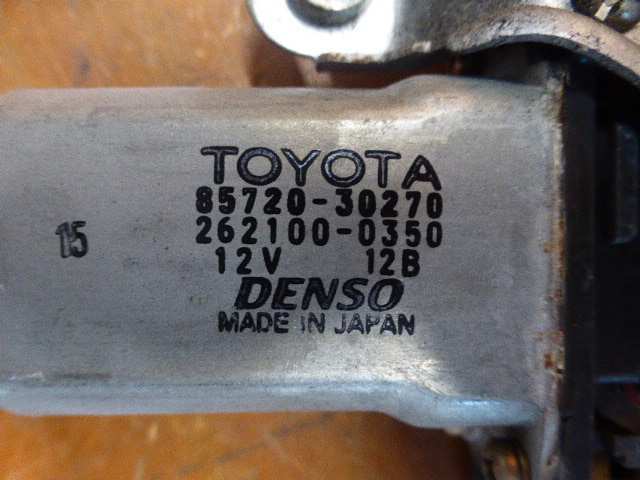 TOYOTA
85720-30270
262100-0350
15
12V 12B
DENSO
MADE IN JAPAN